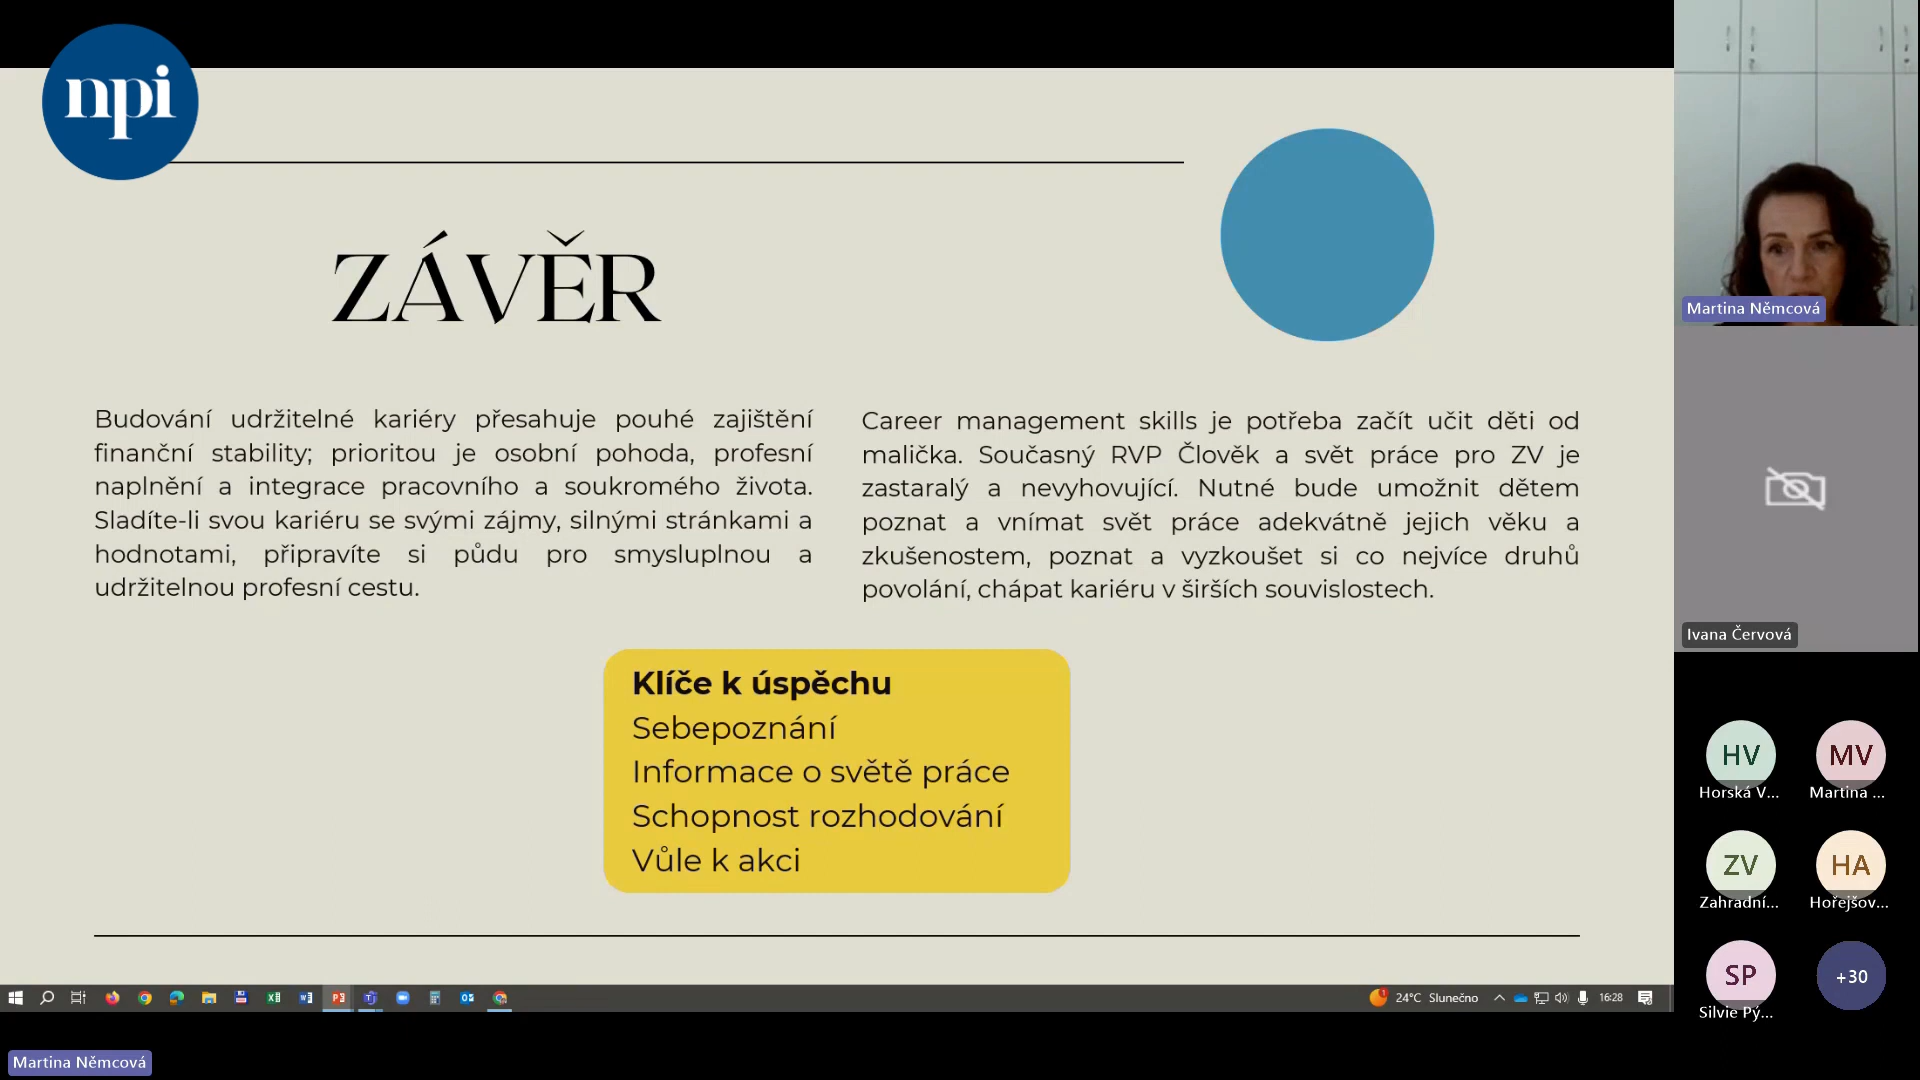 npi
ZÁVĚR
Budování udržitelné kariéry přesahuje pouhé zajištění
finanční stability; prioritou je osobní pohoda, profesní
naplnění a integrace pracovního a soukromého života.
Sladíte-li svou kariéru se svými zájmy, silnými stránkami a
hodnotami, připravíte si půdu pro smysluplnou a
udržitelnou profesní cestu.
Career management skills je potřeba začít učit děti od
malička. Současný RVP Člověk a svět práce pro ZV je
zastaralý a nevyhovující. Nutné bude umožnit dětem
poznat a vnímat svět práce adekvátně jejich věku a
zkušenostem, poznat a vyzkoušet si co nejvíce druhů
povolání, chápat kariéru v širších souvislostech.
Klíče k úspěchu
Sebepoznání
Informace o světě práce
Schopnost rozhodování
Vůle k akci
24°C Slunečno
16:28
Martina Němcová
Martina Němcová
Ivana Červová
HV
Horská V...
MV
Martina ...
ZV
Zahradní...
HA
Hořejšov...
SP
Silvie Pý...
+30